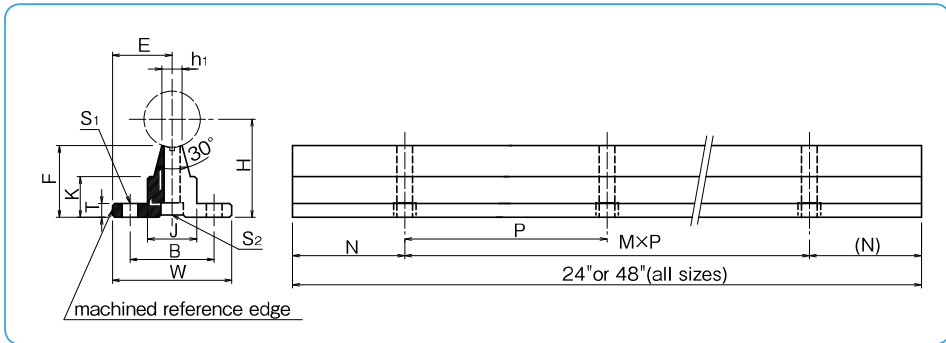 E
h1
S1
30°
H
F
K
T
J
S2
B
W
machined reference edge
P
N
M×P
(N)
24"or 48"(all sizes)